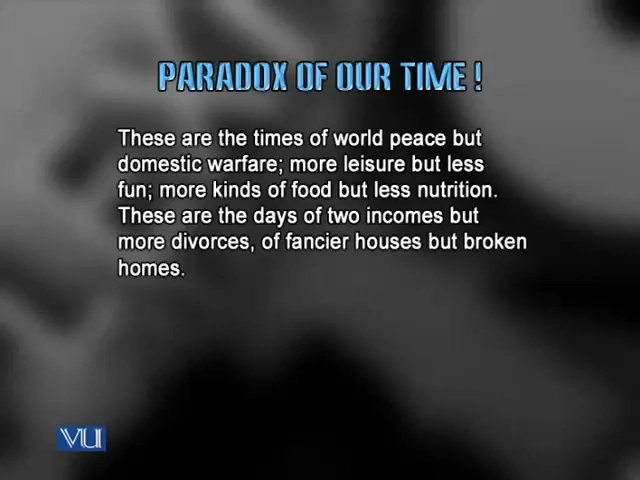 PARADOX OF OUR TIME !
These are the times of world peace but
domestic warfare; more leisure but less
fun; more kinds of food but less nutrition.
These are the days of two incomes but
more divorces, of fancier houses but broken
homes.
VU